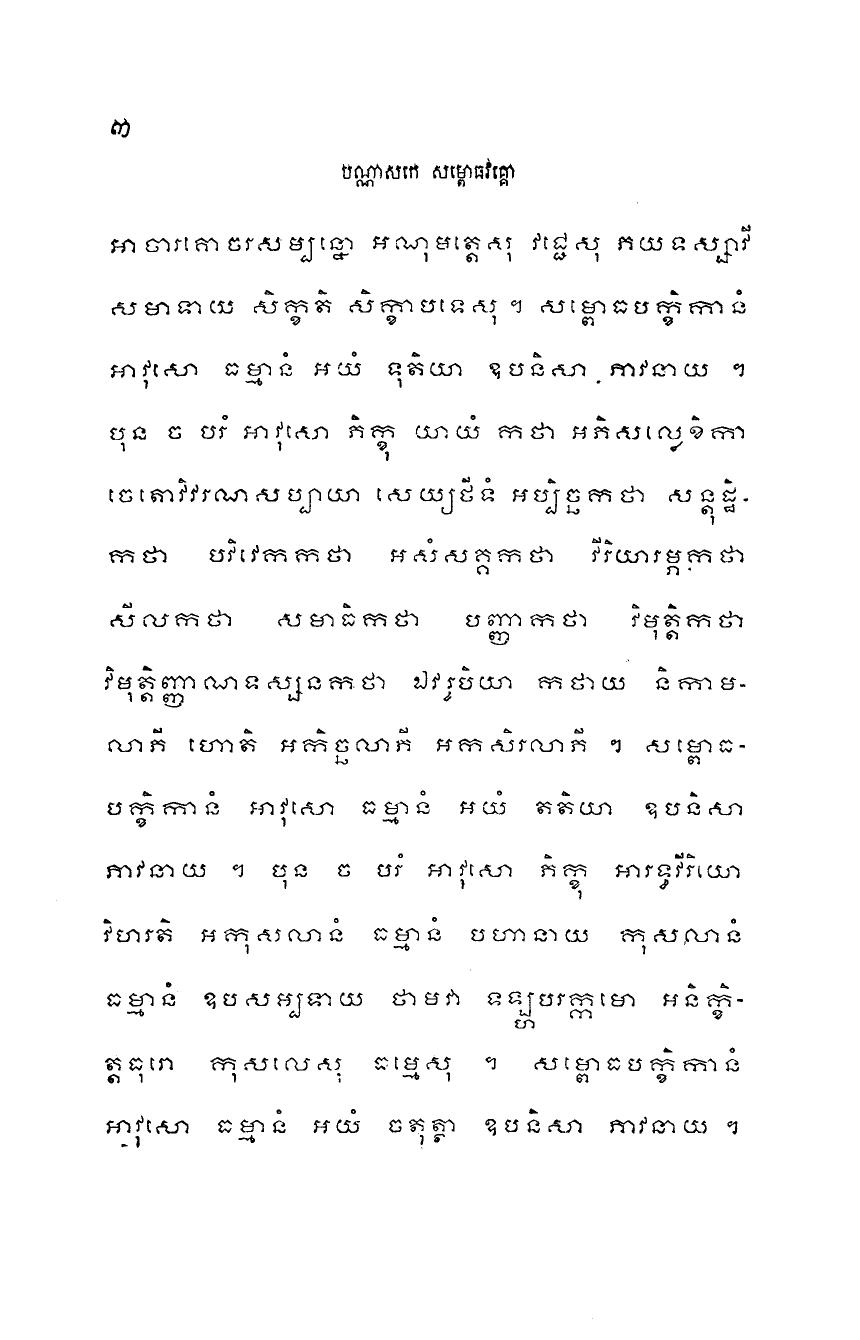 ៣
បណ្ណាសកេ សម្ពោធវគ្គោ
អាចារគោចរសម្បន្នោ អណុមត្តេសុ វជ្ជេសុ ភយទស្សាវី
សមាទាយ សិក្ខតិ សិក្ខាបទេសុ ។ សម្ពោធបក្ខិកានំ
អាវុសោ ធម្មានំ អយំ ទុតិយា ឧបនិសា ភាវនាយ ។
បុន ច បរំ អាវុសោ ភិក្ខុ យាយំ កថា អភិសល្លេខិកា
ចេតោវិវរណសប្បាយា សេយ្យថីទំ អប្បិច្ឆកថា សន្តុដ្ឋិ-
កថា បវិវេកកថា អសំសគ្គកថា វីរិយារម្ភកថា
សីលកថា សមាធិកថា បញ្ញាកថា វិមុត្តិកថា
វិមុត្តិញ្ញាណទស្សនកថា ឯវរូបិយា កថាយ និកាម-
លាភី ហោតិ អកិច្ឆលាភី អកសិរលាភី ។ សម្ពោធ-
បក្ខិកានំ អាវុសោ ធម្មានំ អយំ តតិយា ឧបនិសា
ភាវនាយ ។ បុន ច បរំ អាវុសោ ភិក្ខុ អារទ្ធវីរិយោ
វិហរតិ អកុសលានំ ធម្មានំ បហានាយ កុសលានំ
ធម្មានំ ឧបសម្បទាយ ថាមវា ទឡ្ហបរក្កមោ អនិក្ខិ-
ត្តធុរោ កុសលេសុ ធម្មេសុ ។ សម្ពោធបក្ខិកានំ
អាវុសោ ធម្មានំ អយំ ចតុត្ថា ឧបនិសា ភាវនាយ ។